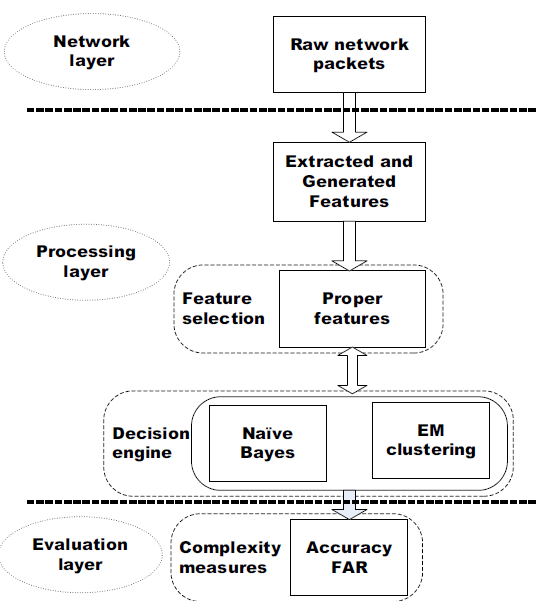 Network
layer
Raw network
packets
Extracted and
Generated
Features
Processing
layer
Feature
selection
Proper
features
Decision
engine
Naïve
Bayes
EM
clustering
Evaluation
layer
Complexity
measures
Accuracy
FAR